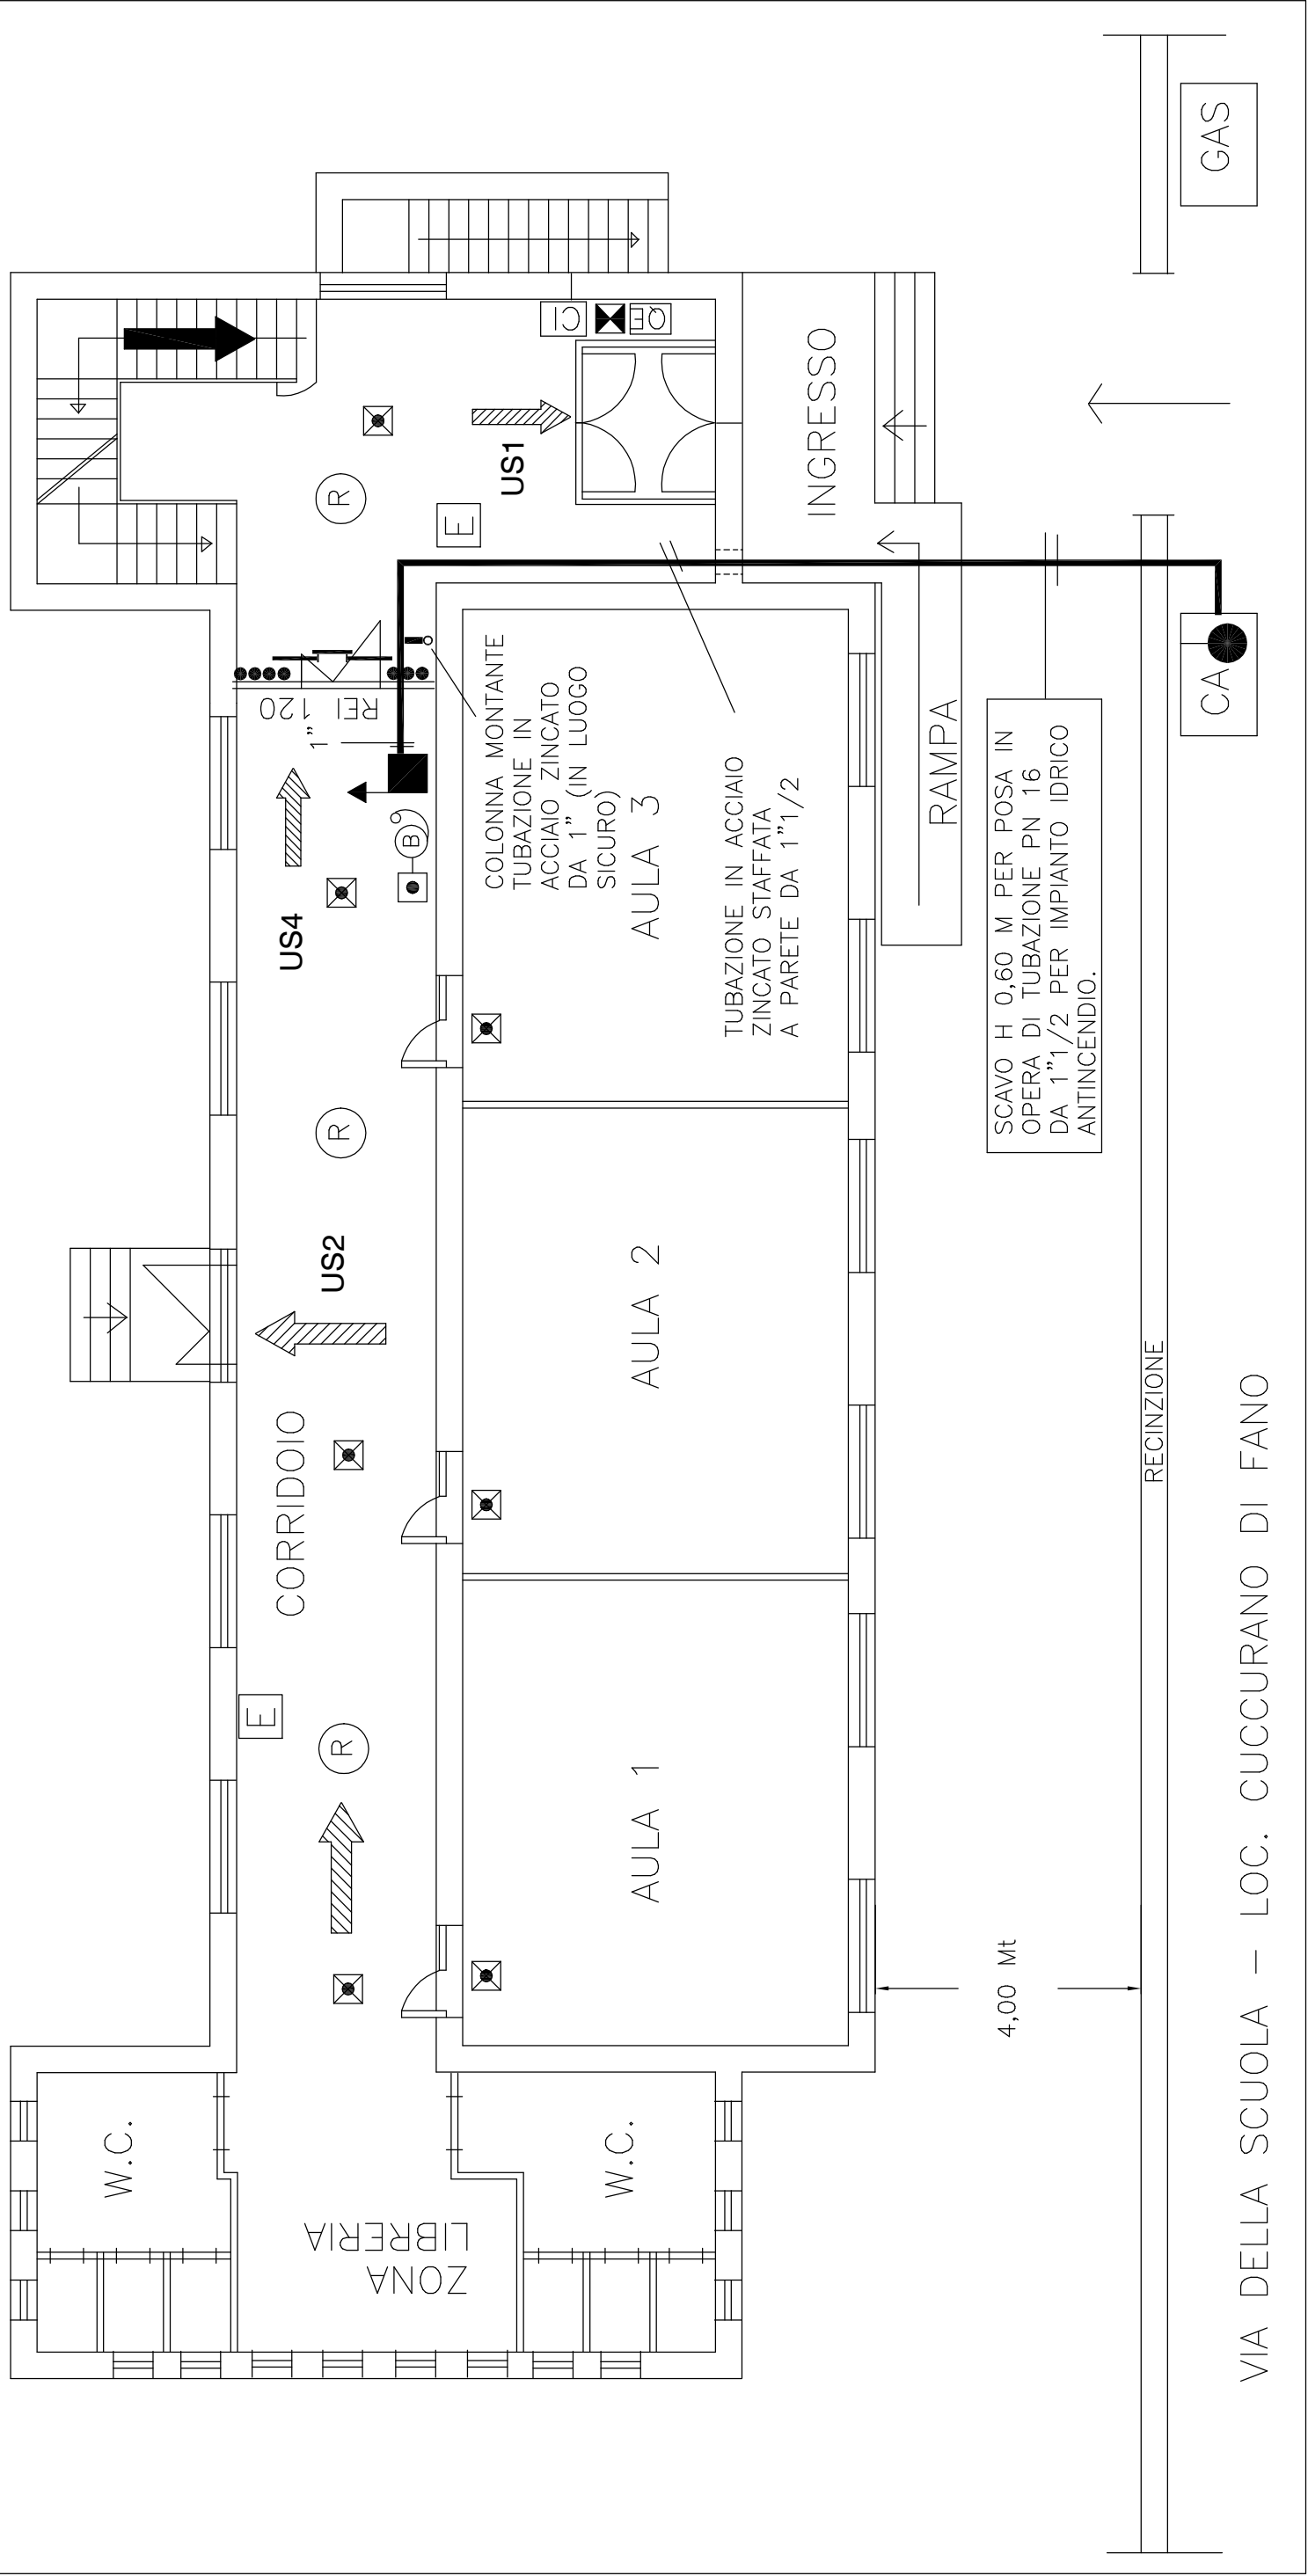 W.C.
W.C.
ZONA
LIBRERIA
CORRIDOIO
E
R
R
R
E
US2
US4
US1
REI 120
1"
B
CI
QE
AULA 1
AULA 2
AULA 3
COLONNA MONTANTE
TUBAZIONE IN
ACCIAIO ZINCATO
DA 1" (IN LUOGO
SICURO)
TUBAZIONE IN ACCIAIO
ZINCATO STAFFATA
A PARETE DA 1"1/2
INGRESSO
RAMPA
SCAVO H 0,60 M PER POSA IN
OPERA DI TUBAZIONE PN 16
DA 1"1/2 PER IMPIANTO IDRICO
ANTINCENDIO.
4,00 Mt
RECINZIONE
CA
GAS
VIA DELLA SCUOLA – LOC. CUCCURANO DI FANO